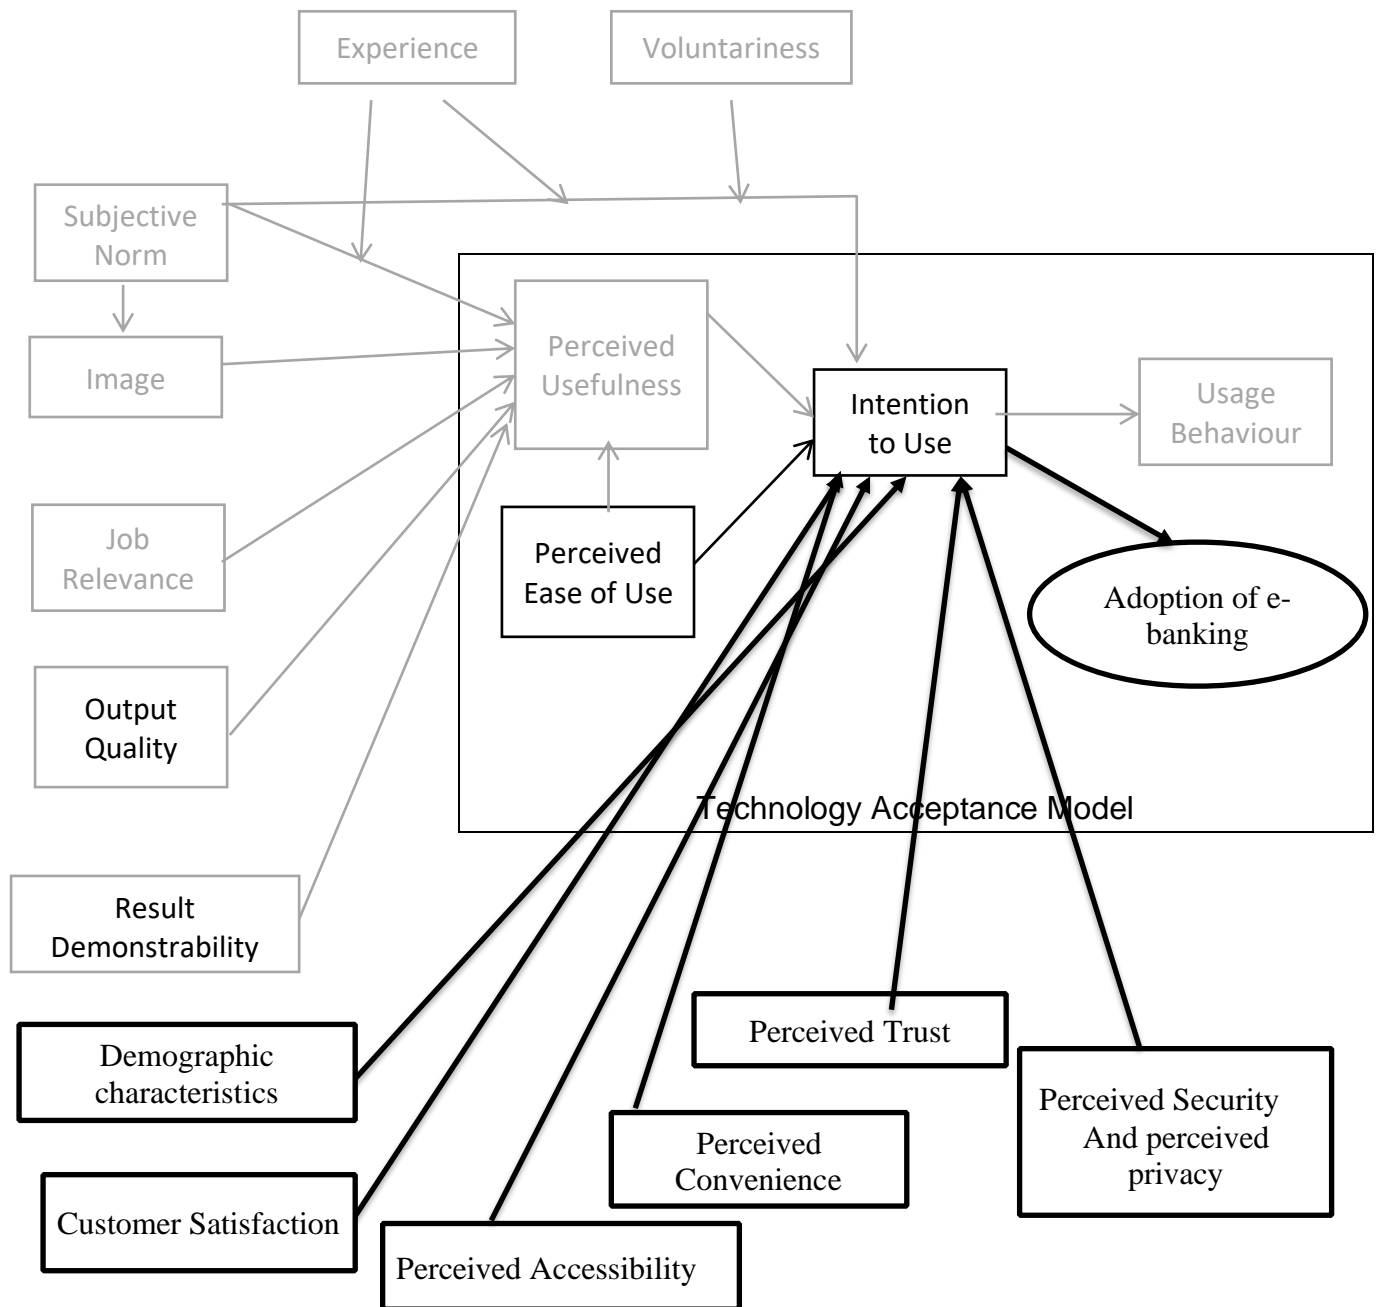 Experience
Voluntariness
Subjective
Norm
Image
Perceived
Usefulness
Intention
to Use
Usage
Behaviour
Job
Relevance
Perceived
Ease of Use
Adoption of e-
banking
Output
Quality
Technology Acceptance Model
Result
Demonstrability
Demographic
characteristics
Perceived Trust
Perceived Security
And perceived
privacy
Perceived
Convenience
Customer Satisfaction
Perceived Accessibility